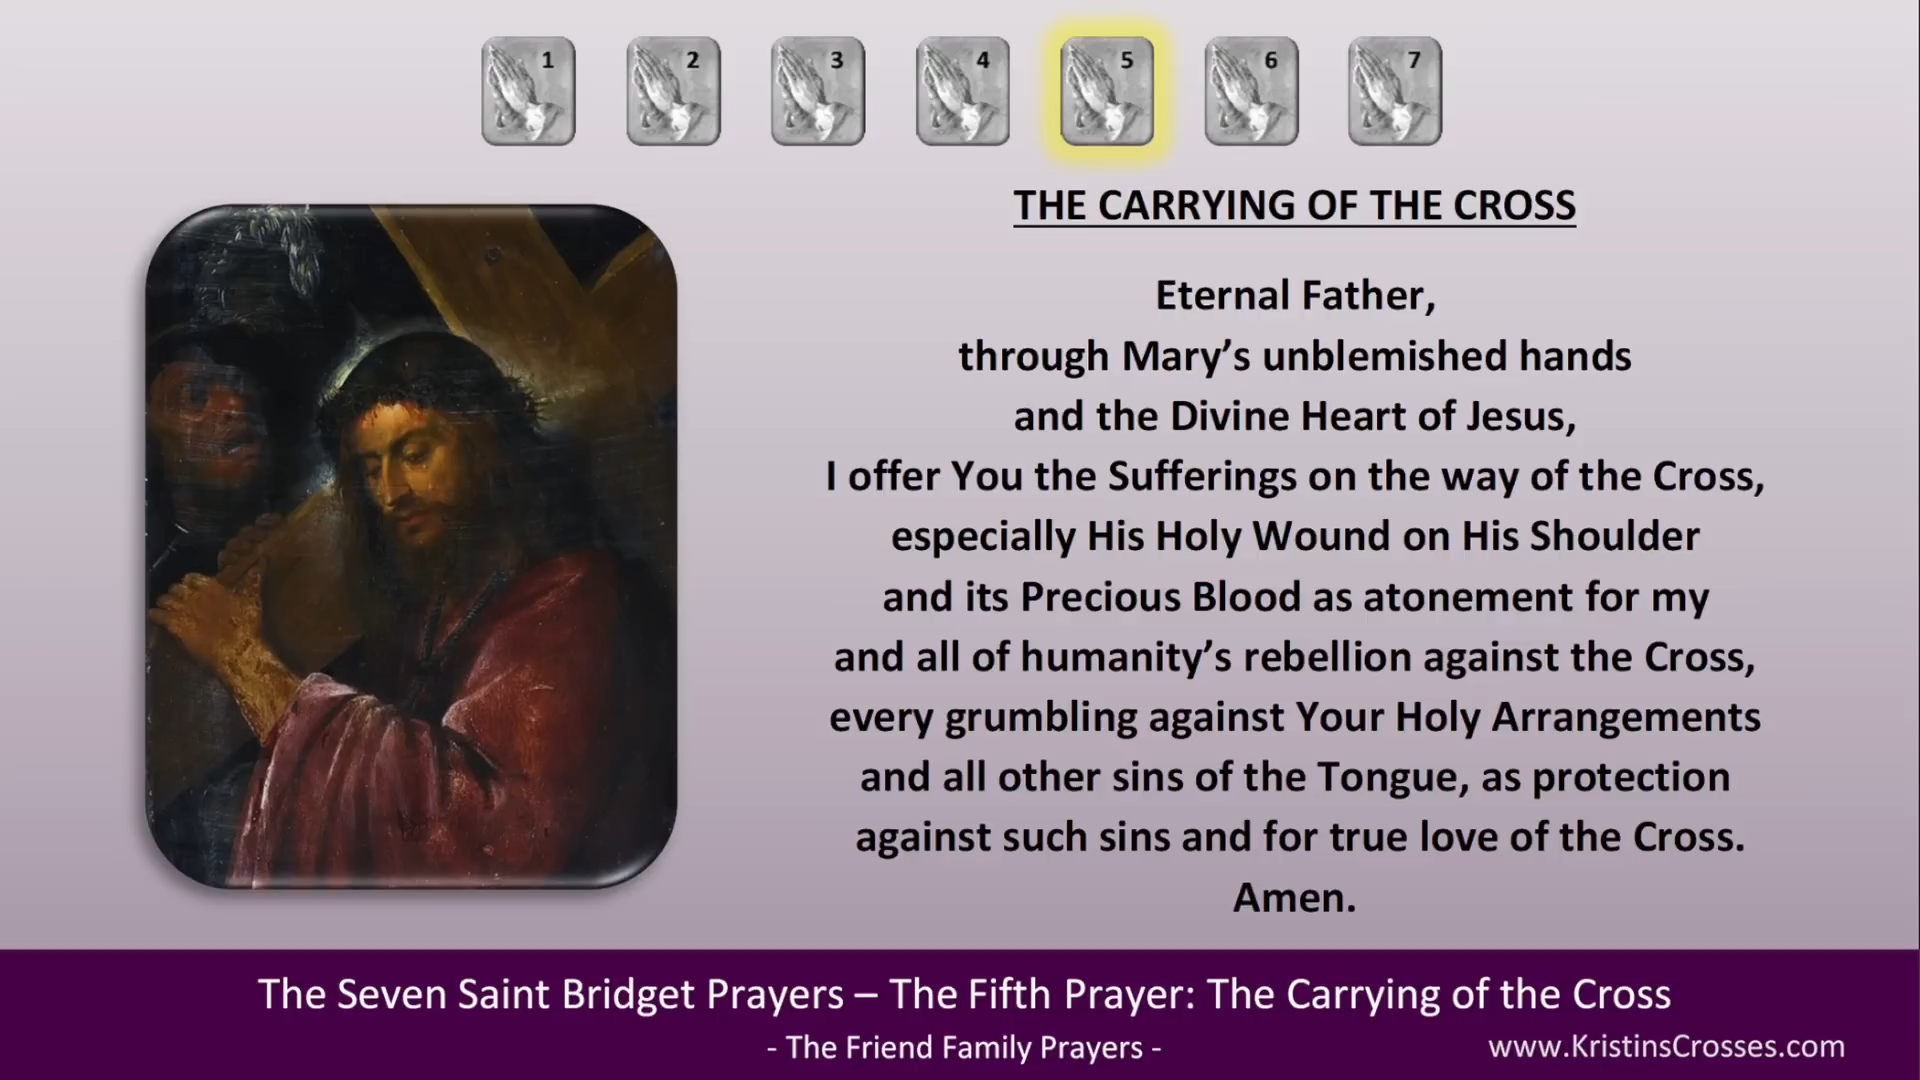 1
2
3
4
5
6
7
THE CARRYING OF THE CROSS
Eternal Father,
through Mary’s unblemished hands
and the Divine Heart of Jesus,
I offer You the Sufferings on the way of the Cross,
especially His Holy Wound on His Shoulder
and its Precious Blood as atonement for my
and all of humanity’s rebellion against the Cross,
every grumbling against Your Holy Arrangements
and all other sins of the Tongue, as protection
against such sins and for true love of the Cross.
Amen.
The Seven Saint Bridget Prayers – The Fifth Prayer: The Carrying of the Cross
- The Friend Family Prayers -
www.KristinsCrosses.com